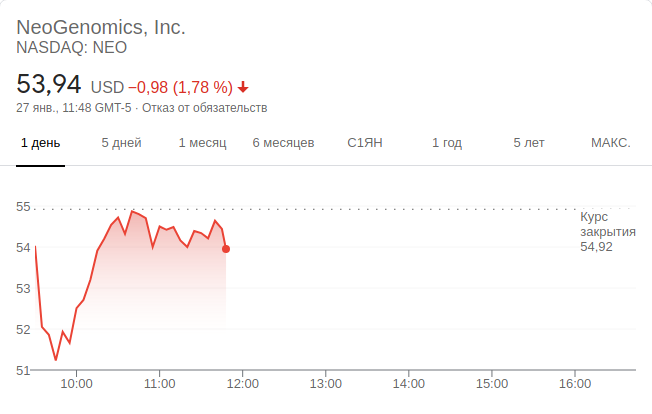 NeoGenomics, Inc.
NASDAQ: NEO
53,94 USD −0,98 (1,78 %)
27 янв., 11:48 GMT-5 · Отказ от обязательств
1 день 5 дней 1 месяц 6 месяцев С1ЯН 1 год 5 лет МАКС.
55
Курс
закрытия
54,92
54
53
52
51
10:00 11:00 12:00 13:00 14:00 15:00 16:00